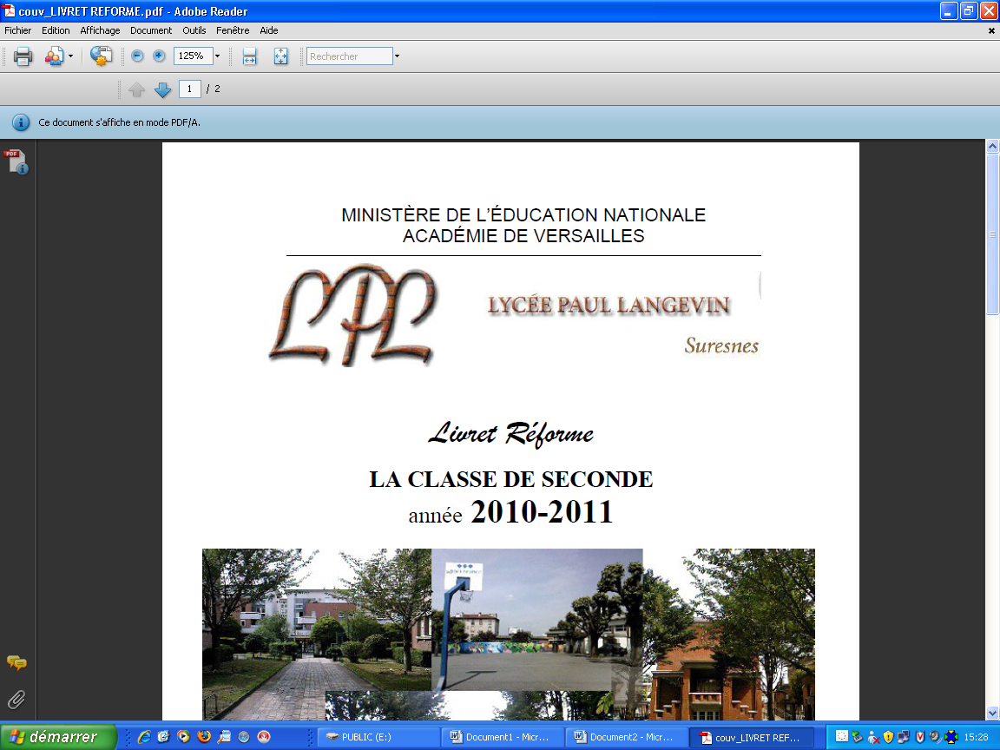 couv_LIVRET REFORME.pdf - Adobe Reader
Fichier Edition Affichage Document Outils Fenêtre Aide
125% Rechercher
1 / 2
Ce document s'affiche en mode PDF/A.
PDF
MINISTÈRE DE L'ÉDUCATION NATIONALE
ACADÉMIE DE VERSAILLES
LPL
LYCÉE PAUL LANGEVIN
Suresnes
Livret Réforme
LA CLASSE DE SECONDE
année 2010-2011
démarrer PUBLIC (E:) Document1 - Micr... Document2 - Micr... couv_LIVRET REF... 15:28